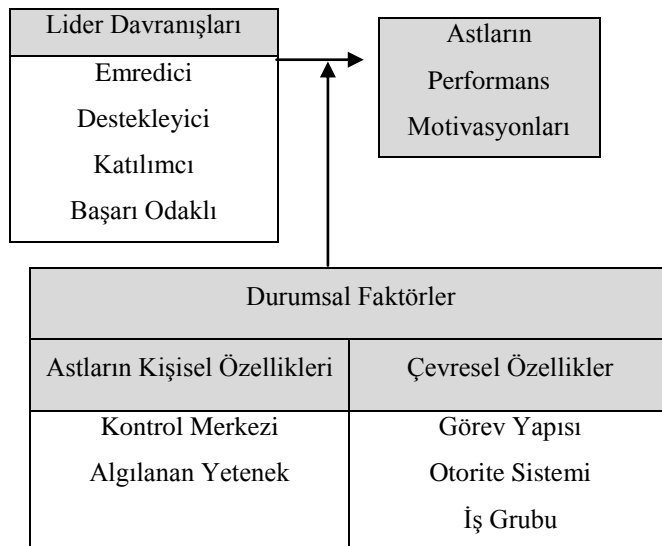 Lider Davranışları
Emredici
Destekleyici
Katılımcı
Başarı Odaklı
Astların
Performans
Motivasyonları
Durumsal Faktörler
Astların Kişisel Özellikleri
Kontrol Merkezi
Algılanan Yetenek
Çevresel Özellikler
Görev Yapısı
Otorite Sistemi
İş Grubu